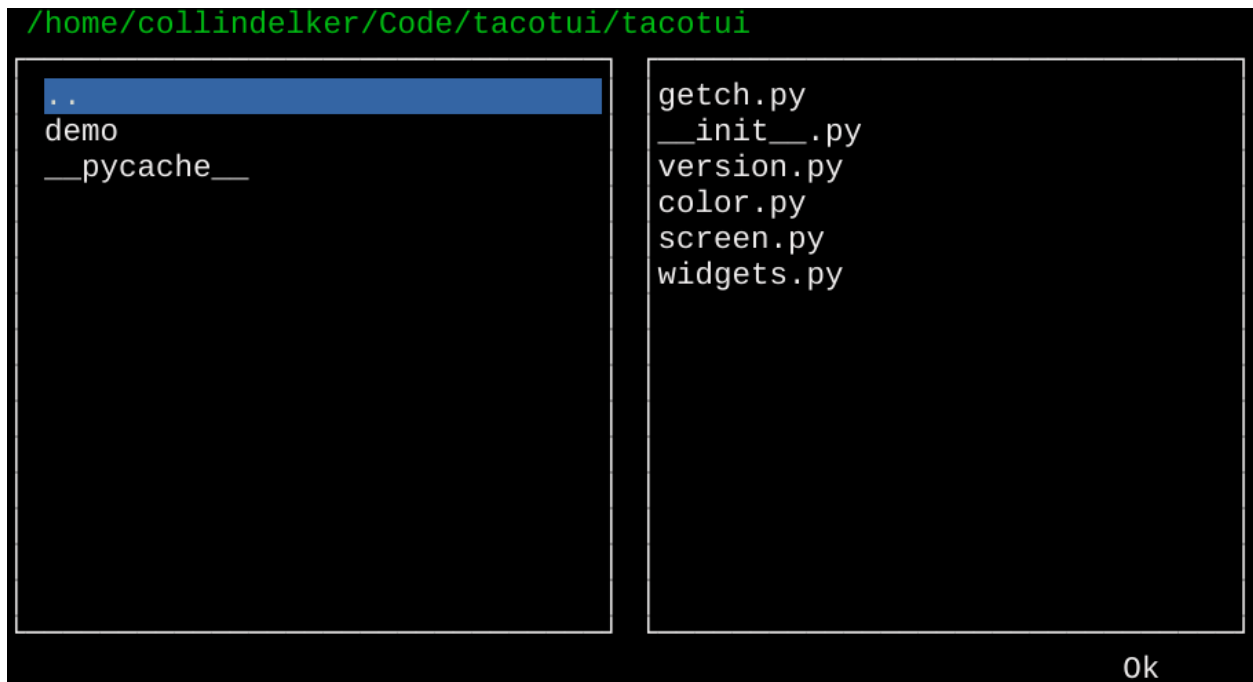 /home/collindelker/Code/tacotui/tacotui
..
demo
__pycache__
getch.py
__init__.py
version.py
color.py
screen.py
widgets.py
Ok